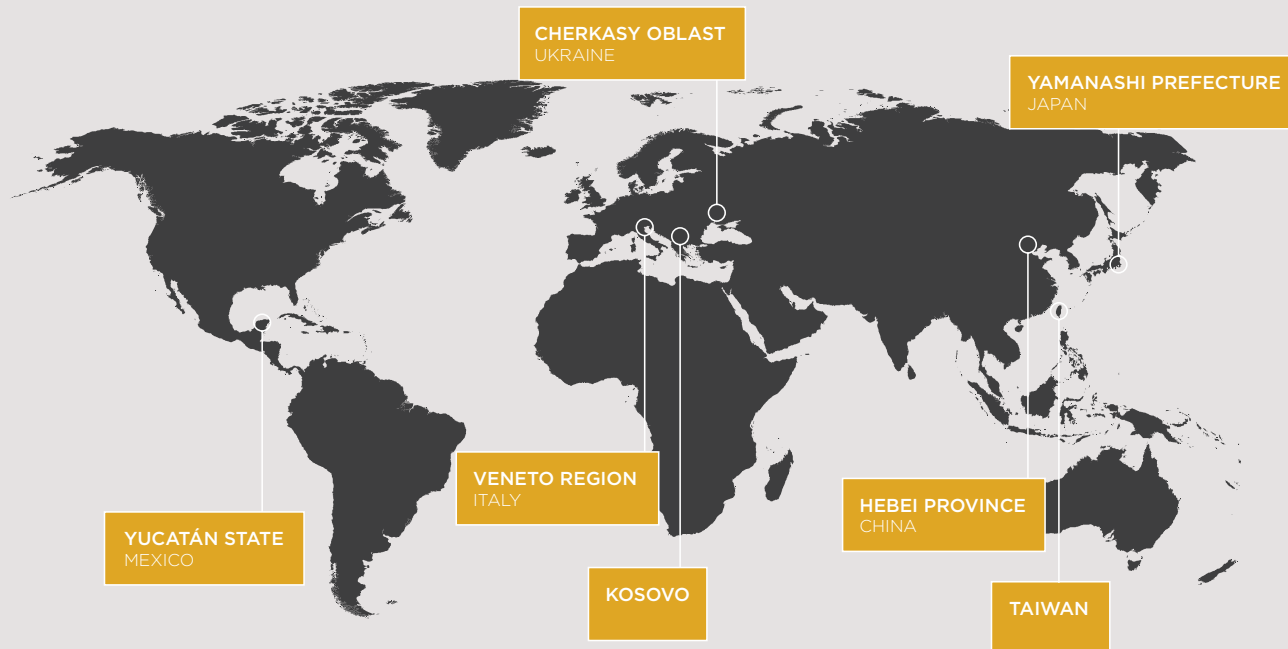 CHERKASY OBLAST
UKRAINE
YAMANASHI PREFECTURE
JAPAN
VENETO REGION
ITALY
HEBEI PROVINCE
CHINA
YUCATÁN STATE
MEXICO
KOSOVO
TAIWAN